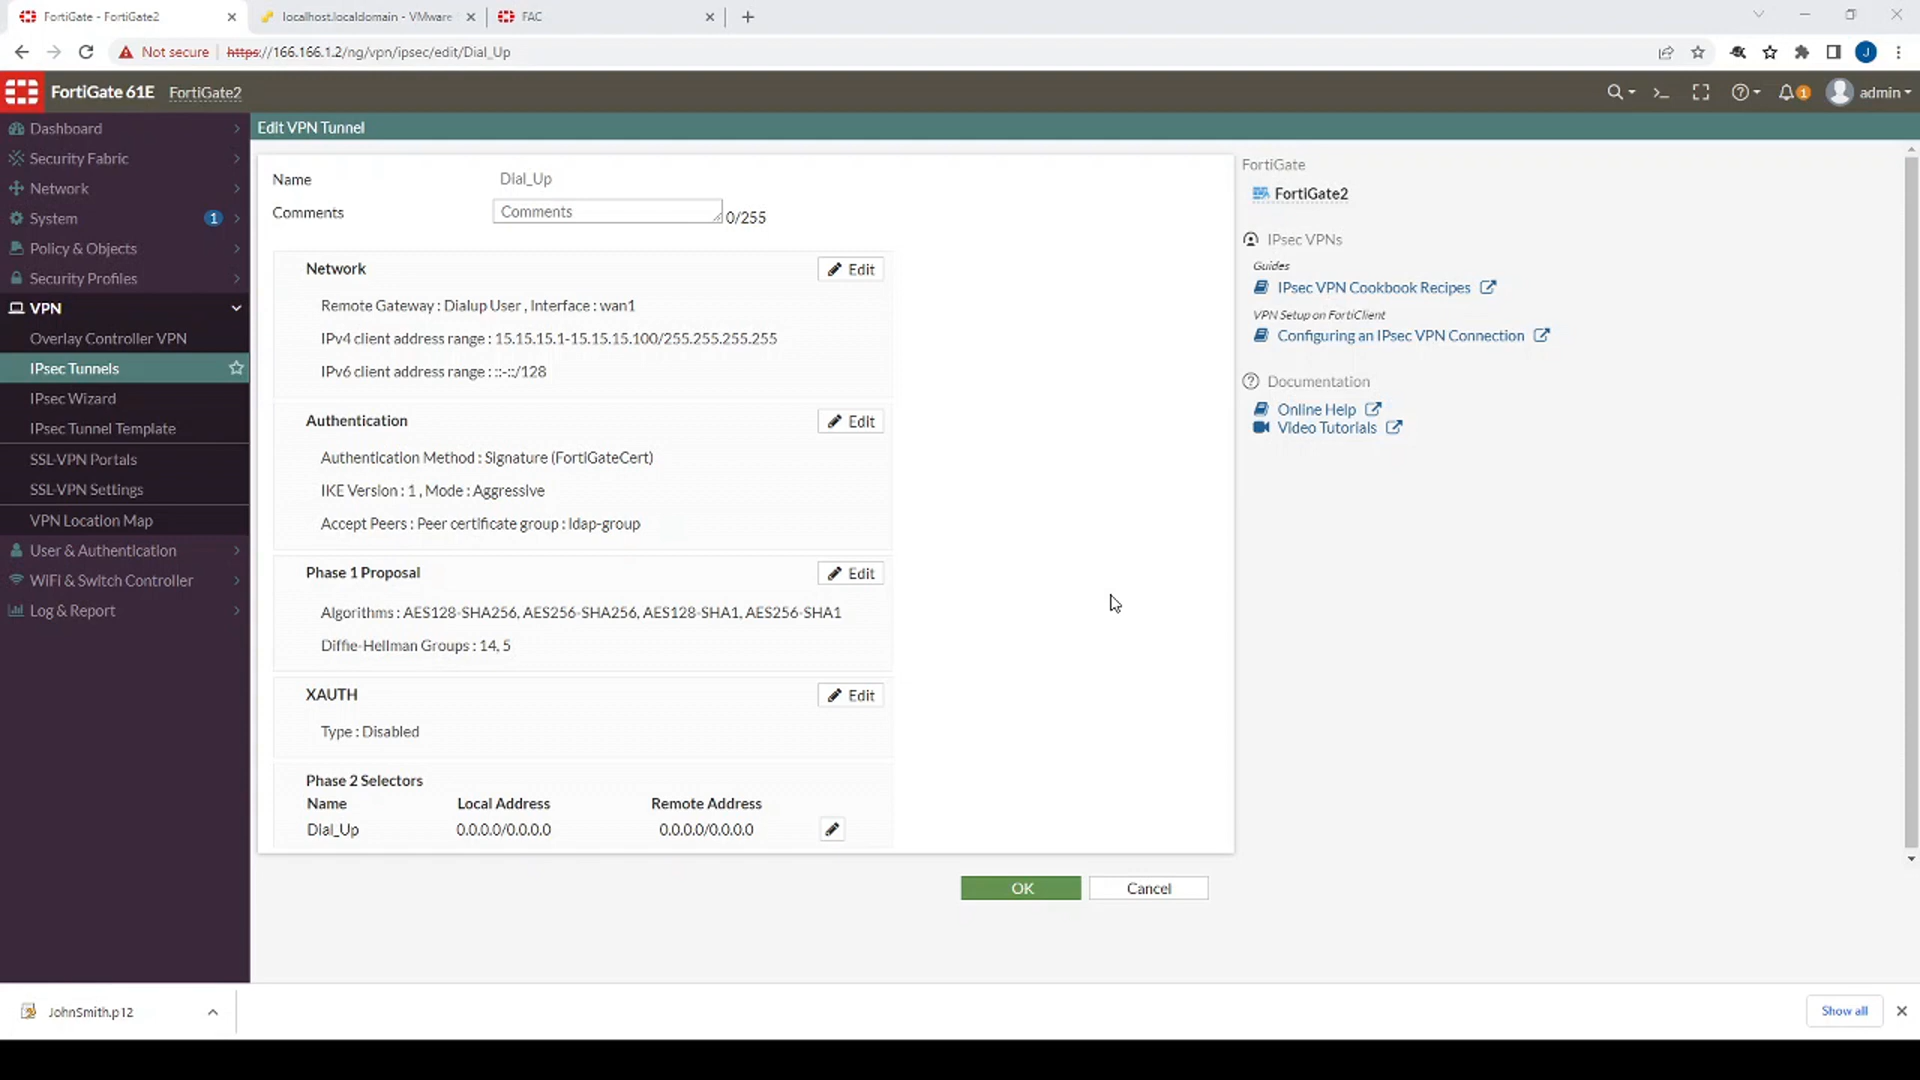 FortiGate - FortiGate2
localhost.localdomain - VMware
FAC
Not secure
https://166.166.1.2/ng/vpn/ipsec/edit/Dial_Up
J
FortiGate 61E
FortiGate2
1
admin
Dashboard
Security Fabric
Network
System
1
Policy & Objects
Security Profiles
VPN
Overlay Controller VPN
IPsec Tunnels
IPsec Wizard
IPsec Tunnel Template
SSL-VPN Portals
SSL-VPN Settings
VPN Location Map
User & Authentication
WiFi & Switch Controller
Log & Report
Edit VPN Tunnel
Name
Dial_Up
Comments
Comments
0/255
Network
Edit
Remote Gateway : Dialup User , Interface : wan1
IPv4 client address range : 15.15.15.1-15.15.15.100/255.255.255.255
IPv6 client address range : ::-::/128
Authentication
Edit
Authentication Method : Signature (FortiGateCert)
IKE Version : 1 , Mode : Aggressive
Accept Peers : Peer certificate group : ldap-group
Phase 1 Proposal
Edit
Algorithms : AES128-SHA256, AES256-SHA256, AES128-SHA1, AES256-SHA1
Diffie-Hellman Groups : 14, 5
XAUTH
Edit
Type : Disabled
Phase 2 Selectors
Name Local Address Remote Address
Dial_Up 0.0.0.0/0.0.0.0 0.0.0.0/0.0.0.0
OK
Cancel
FortiGate
FortiGate2
IPsec VPNs
Guides
IPsec VPN Cookbook Recipes
VPN Setup on FortiClient
Configuring an IPsec VPN Connection
Documentation
Online Help
Video Tutorials
JohnSmith.p12
Show all